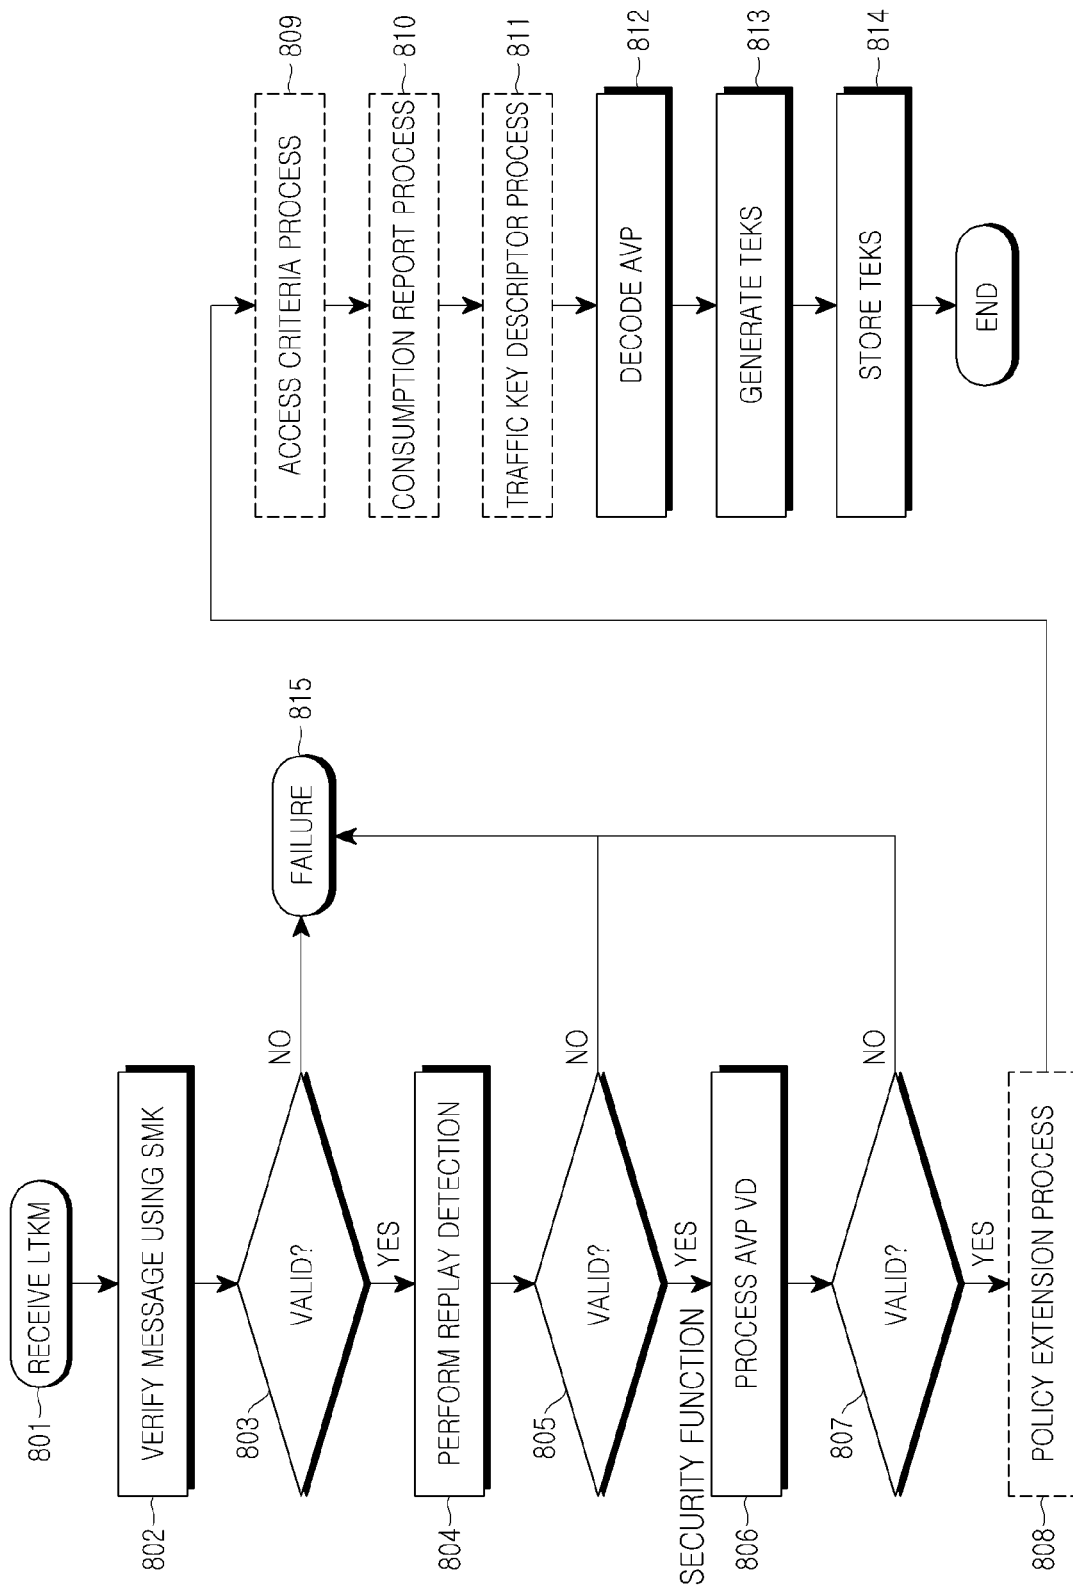 801
RECEIVE LTKM
802
VERIFY MESSAGE USING SMK
803
VALID?
NO
YES
FAILURE
815
804
PERFORM REPLAY DETECTION
805
VALID?
NO
YES
SECURITY FUNCTION
806
PROCESS AVP VD
807
VALID?
NO
YES
808
POLICY EXTENSION PROCESS
ACCESS CRITERIA PROCESS
809
CONSUMPTION REPORT PROCESS
810
TRAFFIC KEY DESCRIPTOR PROCESS
811
DECODE AVP
812
GENERATE TEKS
813
STORE TEKS
814
END